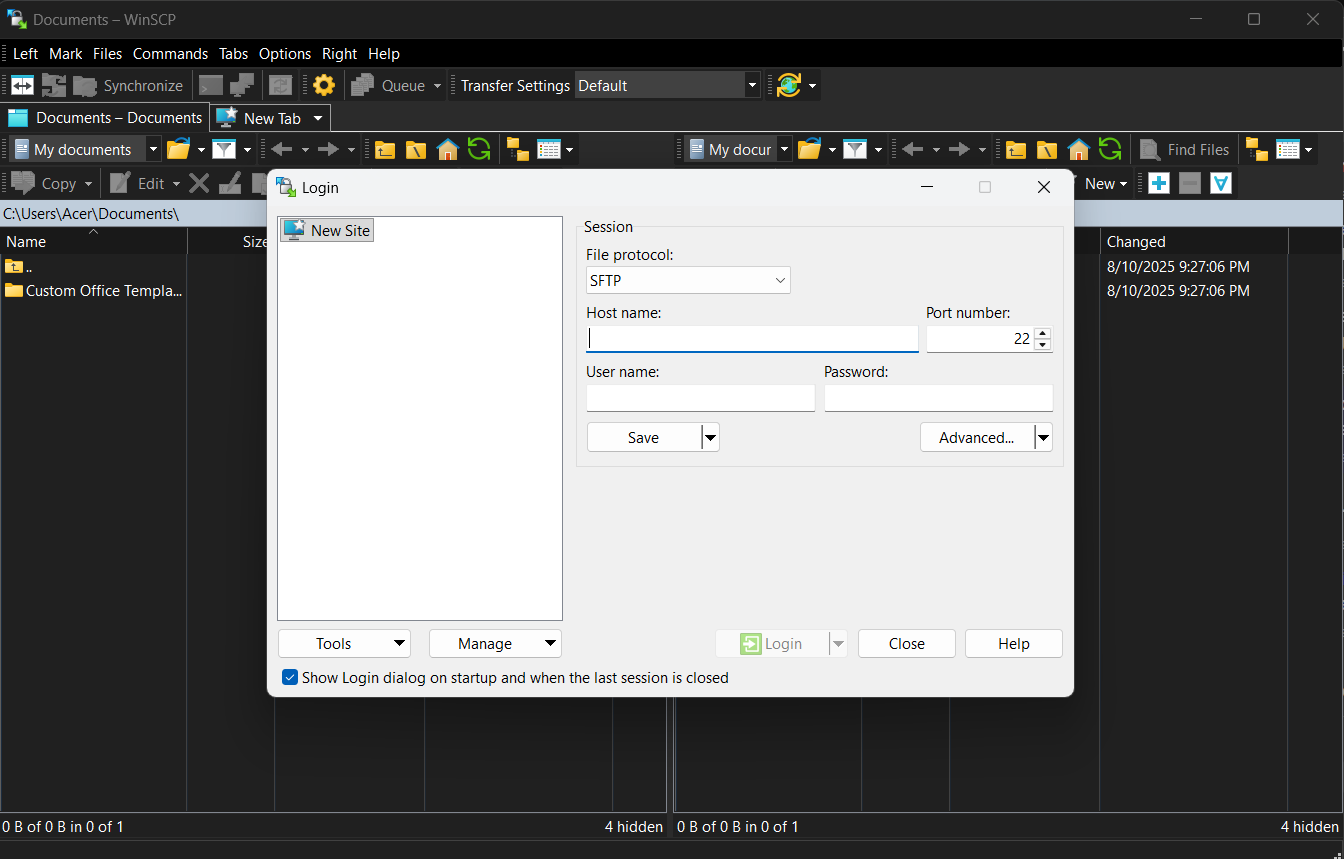 Documents – WinSCP
Left Mark Files Commands Tabs Options Right Help
Synchronize Queue Transfer Settings Default
Documents – Documents New Tab
My documents My docur Find Files
Copy Edit New
Login
C:\Users\Acer\Documents\
Name Size Changed
.. 8/10/2025 9:27:06 PM
Custom Office Templa... 8/10/2025 9:27:06 PM
New Site
Session
File protocol:
SFTP
Host name: Port number:
22
User name: Password:
Save Advanced...
Tools Manage Login Close Help
Show Login dialog on startup and when the last session is closed
0 B of 0 B in 0 of 1 4 hidden 0 B of 0 B in 0 of 1 4 hidden